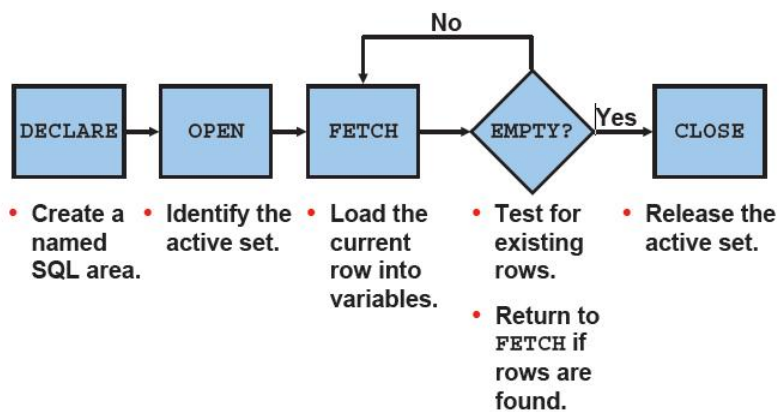 No
DECLARE
OPEN
FETCH
EMPTY?
Yes
CLOSE
• Create a
named
SQL area.
• Identify the
active set.
• Load the
current
row into
variables.
• Test for
existing
rows.
• Return to
FETCH if
rows are
found.
• Release the
active set.